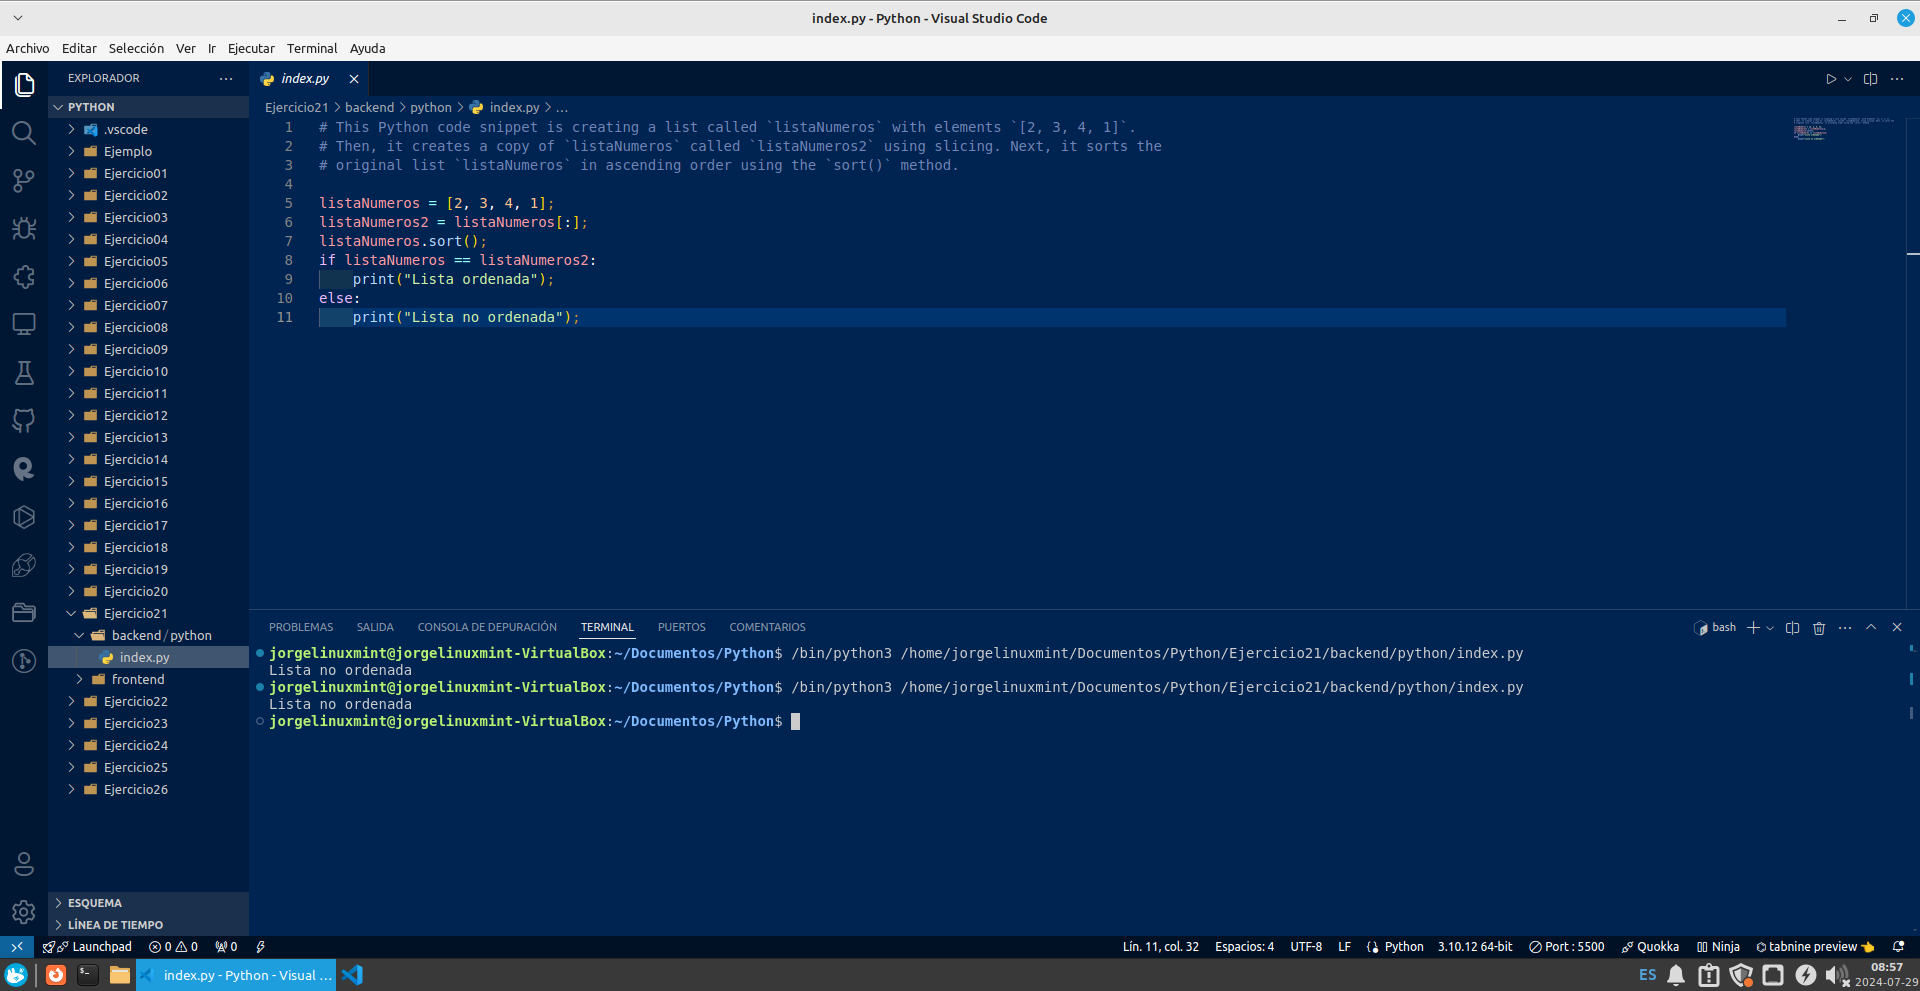 index.py - Python - Visual Studio Code
Archivo Editar Selección Ver Ir Ejecutar Terminal Ayuda
EXPLORADOR
PYTHON
.vscode
Ejemplo
Ejercicio01
Ejercicio02
Ejercicio03
Ejercicio04
Ejercicio05
Ejercicio06
Ejercicio07
Ejercicio08
Ejercicio09
Ejercicio10
Ejercicio11
Ejercicio12
Ejercicio13
Ejercicio14
Ejercicio15
Ejercicio16
Ejercicio17
Ejercicio18
Ejercicio19
Ejercicio20
Ejercicio21
backend/python
index.py
frontend
Ejercicio22
Ejercicio23
Ejercicio24
Ejercicio25
Ejercicio26
ESQUEMA
LÍNEA DE TIEMPO
index.py
Ejercicio21 > backend > python > index.py > ...
1 # This Python code snippet is creating a list called `listaNumeros` with elements `[2, 3, 4, 1]`.
2 # Then, it creates a copy of `listaNumeros` called `listaNumeros2` using slicing. Next, it sorts the
3 # original list `listaNumeros` in ascending order using the `sort()` method.
4
5 listaNumeros = [2, 3, 4, 1];
6 listaNumeros2 = listaNumeros[:];
7 listaNumeros.sort();
8 if listaNumeros == listaNumeros2:
9     print("Lista ordenada");
10 else:
11     print("Lista no ordenada");
PROBLEMAS SALIDA CONSOLA DE DEPURACIÓN TERMINAL PUERTOS COMENTARIOS
bash
jorgelinuxmint@jorgelinuxmint-VirtualBox:~/Documentos/Python$ /bin/python3 /home/jorgelinuxmint/Documentos/Python/Ejercicio21/backend/python/index.py
Lista no ordenada
jorgelinuxmint@jorgelinuxmint-VirtualBox:~/Documentos/Python$ /bin/python3 /home/jorgelinuxmint/Documentos/Python/Ejercicio21/backend/python/index.py
Lista no ordenada
jorgelinuxmint@jorgelinuxmint-VirtualBox:~/Documentos/Python$
Launchpad 0 0 0 Lín. 11, col. 32 Espacios: 4 UTF-8 LF Python 3.10.12 64-bit Port : 5500 Quokka Ninja tabnine preview
index.py - Python - Visual ... ES 08:57
2024-07-29